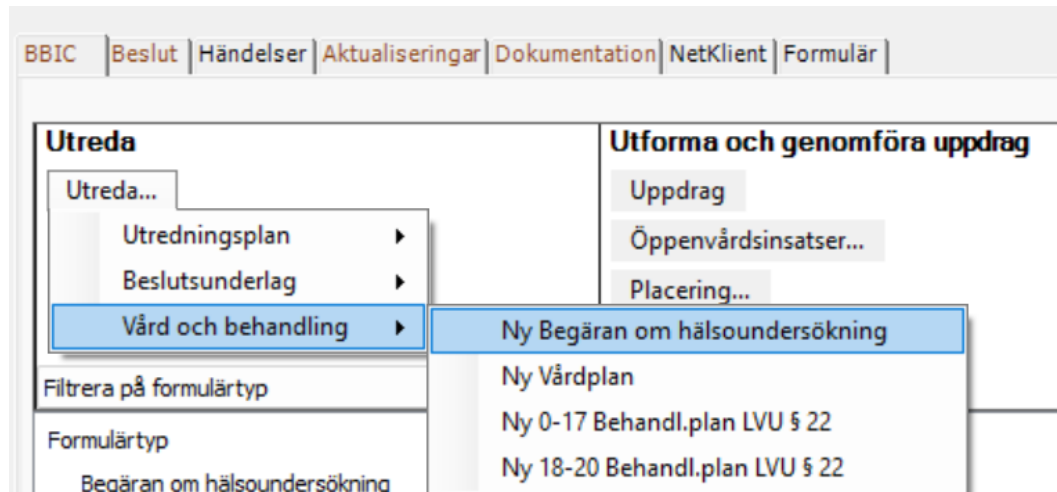 BBIC Beslut Händelser Aktualiseringar Dokumentation NetKlient Formulär
Utreda
Utreda...
Utredningsplan
Beslutsunderlag
Vård och behandling
Utforma och genomföra uppdrag
Uppdrag
Öppenvårdsinsatser...
Placering...
Ny Begäran om hälsoundersökning
Ny Vårdplan
Ny 0-17 Behandl.plan LVU § 22
Ny 18-20 Behandl.plan LVU § 22
Filtrera på formulärtyp
Formulärtyp
Begäran om hälsoundersökning